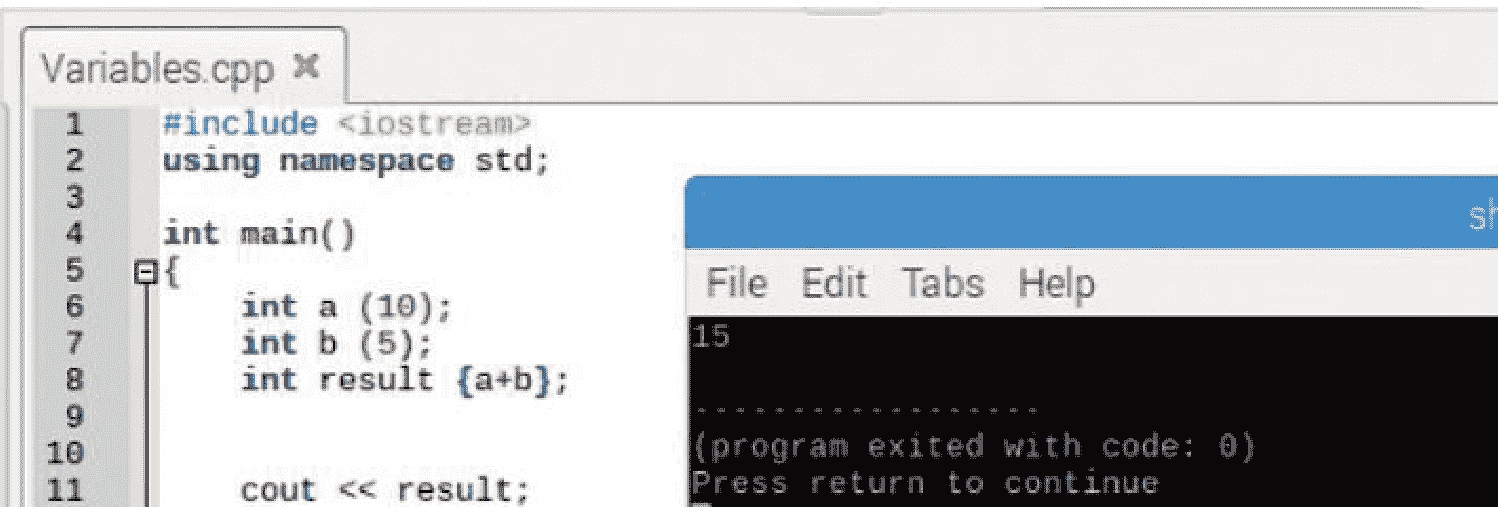 Variables.cpp
1 #include <iostream>
2 using namespace std;
3
4 int main()
5 {
6 int a (10);
7 int b (5);
8 int result {a+b};
9
10
11 cout << result;
File Edit Tabs Help
15
------------------
(program exited with code: 0)
Press return to continue